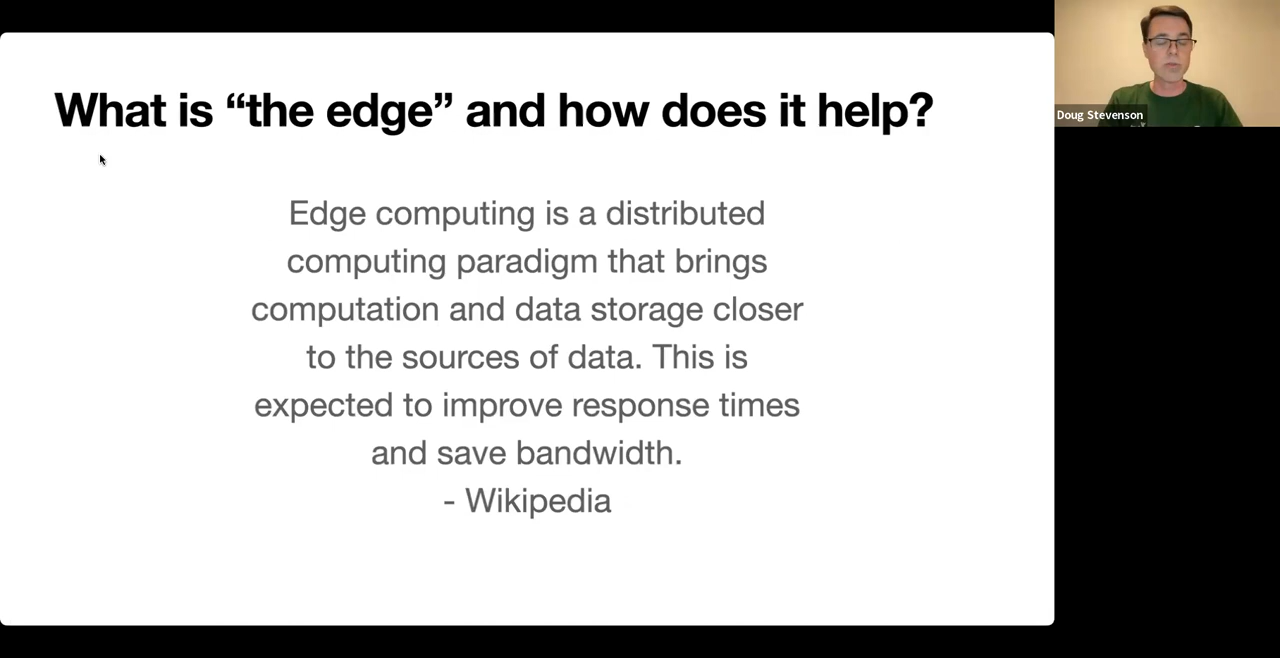 What is “the edge” and how does it help?
Edge computing is a distributed
computing paradigm that brings
computation and data storage closer
to the sources of data. This is
expected to improve response times
and save bandwidth.
- Wikipedia
Doug Stevenson